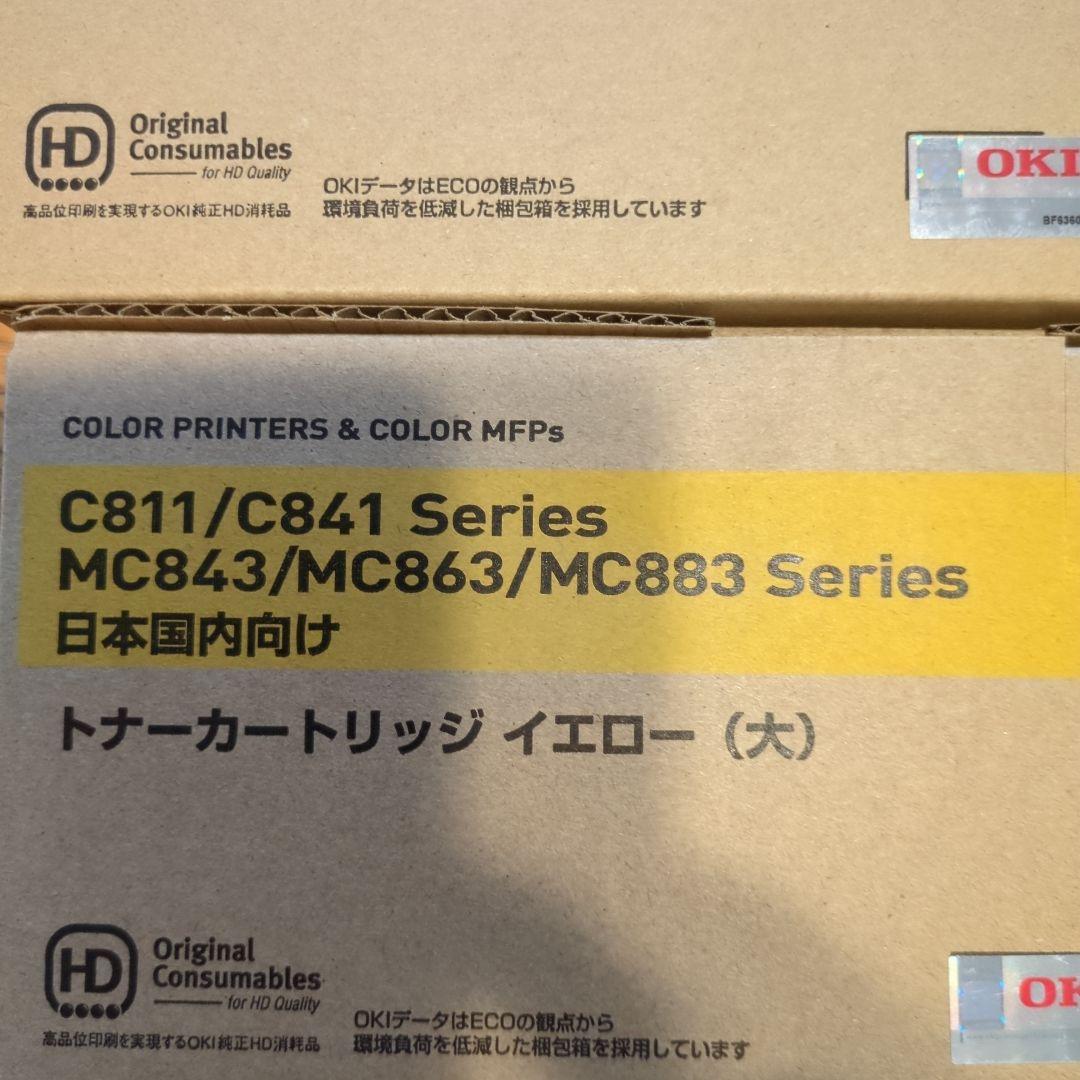 HD Original
Consumables
for HD Quality
高品位印刷を実現するOKI純正HD消耗品
OKIデータはECOの観点から
環境負荷を低減した梱包箱を採用しています
OKI
BF6360
COLOR PRINTERS & COLOR MFPs
C811/C841 Series
MC843/MC863/MC883 Series
日本国内向け
トナーカートリッジ イエロー（大）
HD Original
Consumables
for HD Quality
高品位印刷を実現するOKI純正HD消耗品
OKIデータはECOの観点から
環境負荷を低減した梱包箱を採用しています
OK